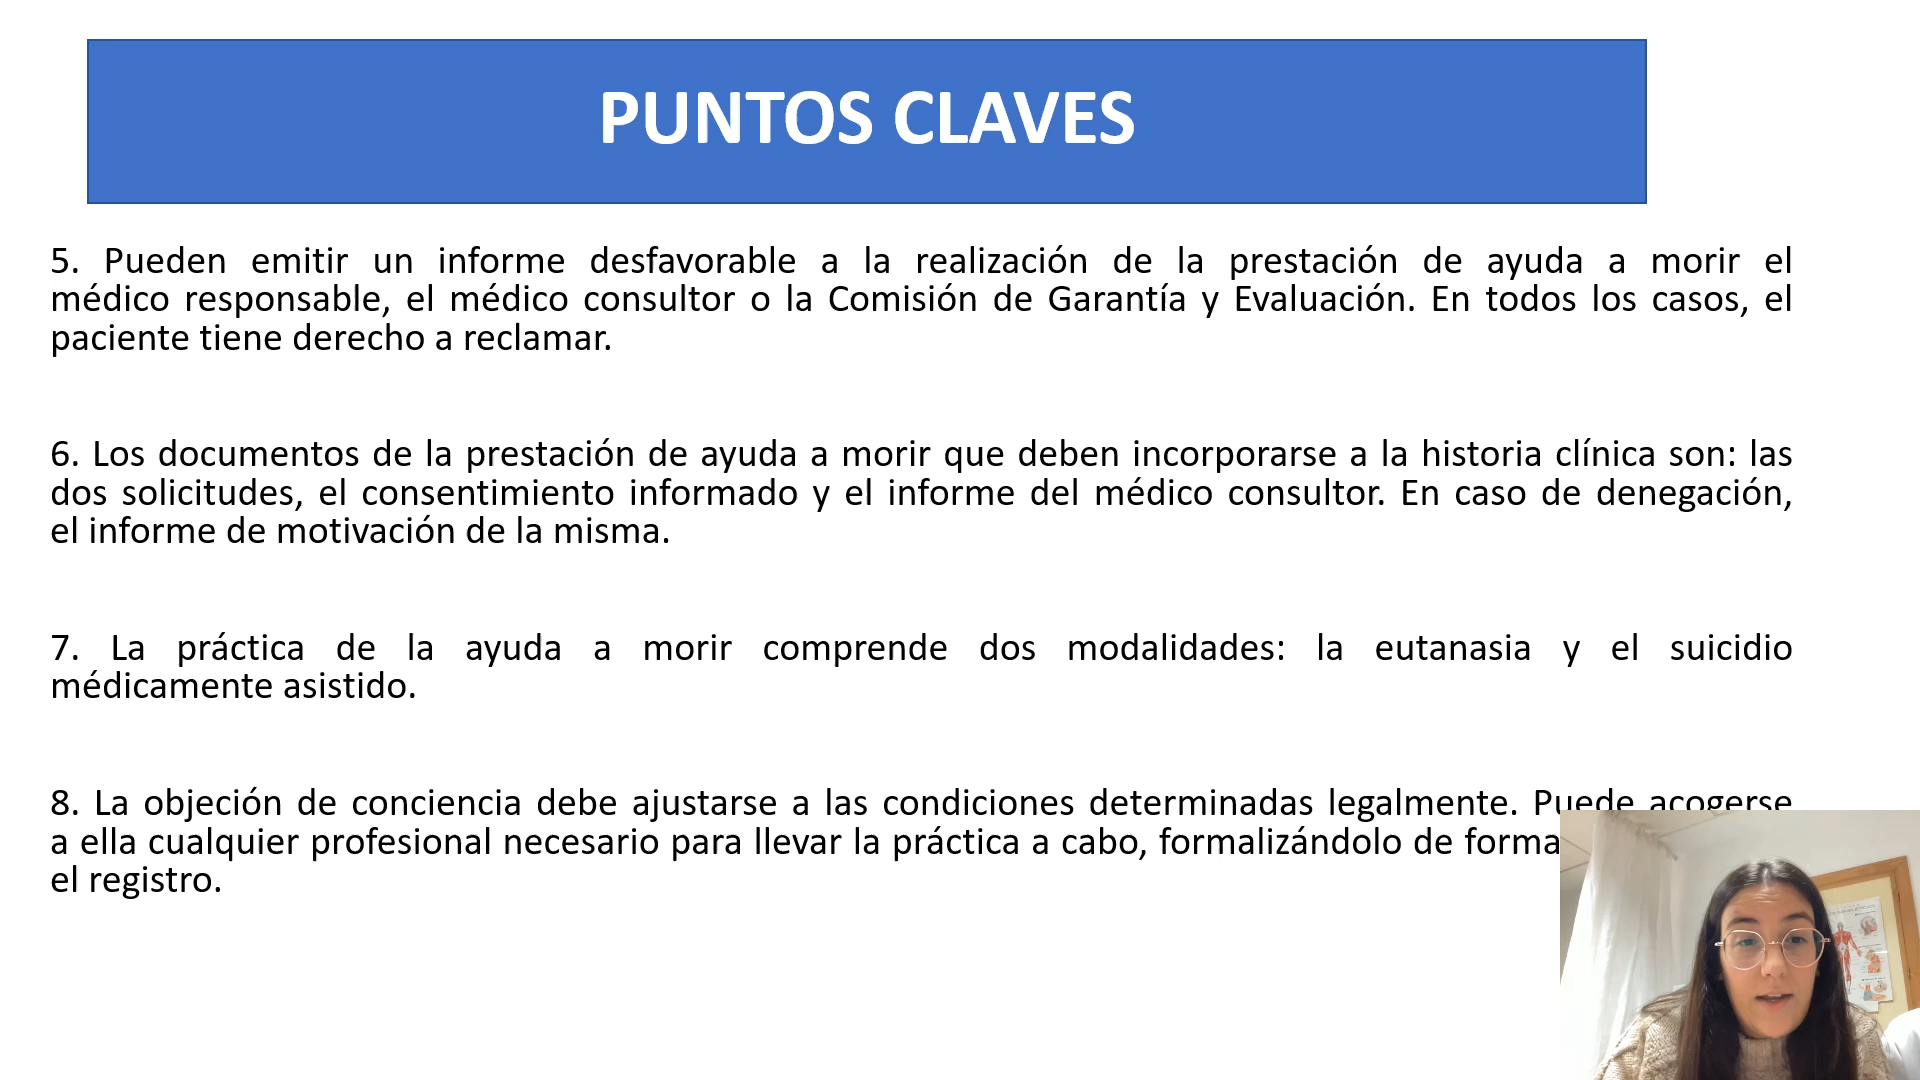 PUNTOS CLAVES
5. Pueden emitir un informe desfavorable a la realización de la prestación de ayuda a morir el
médico responsable, el médico consultor o la Comisión de Garantía y Evaluación. En todos los casos, el
paciente tiene derecho a reclamar.
6. Los documentos de la prestación de ayuda a morir que deben incorporarse a la historia clínica son: las
dos solicitudes, el consentimiento informado y el informe del médico consultor. En caso de denegación,
el informe de motivación de la misma.
7. La práctica de la ayuda a morir comprende dos modalidades: la eutanasia y el suicidio
médicamente asistido.
8. La objeción de conciencia debe ajustarse a las condiciones determinadas legalmente. Puede acogerse
a ella cualquier profesional necesario para llevar la práctica a cabo, formalizándolo de forma
el registro.